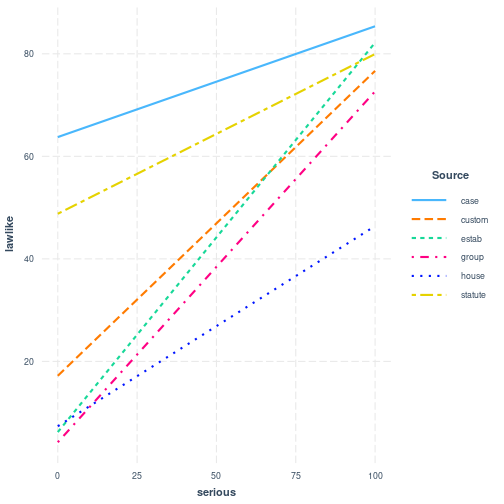 80
60
40
20
lawlike
0 25 50 75 100
serious
Source
case
custom
estab
group
house
statute